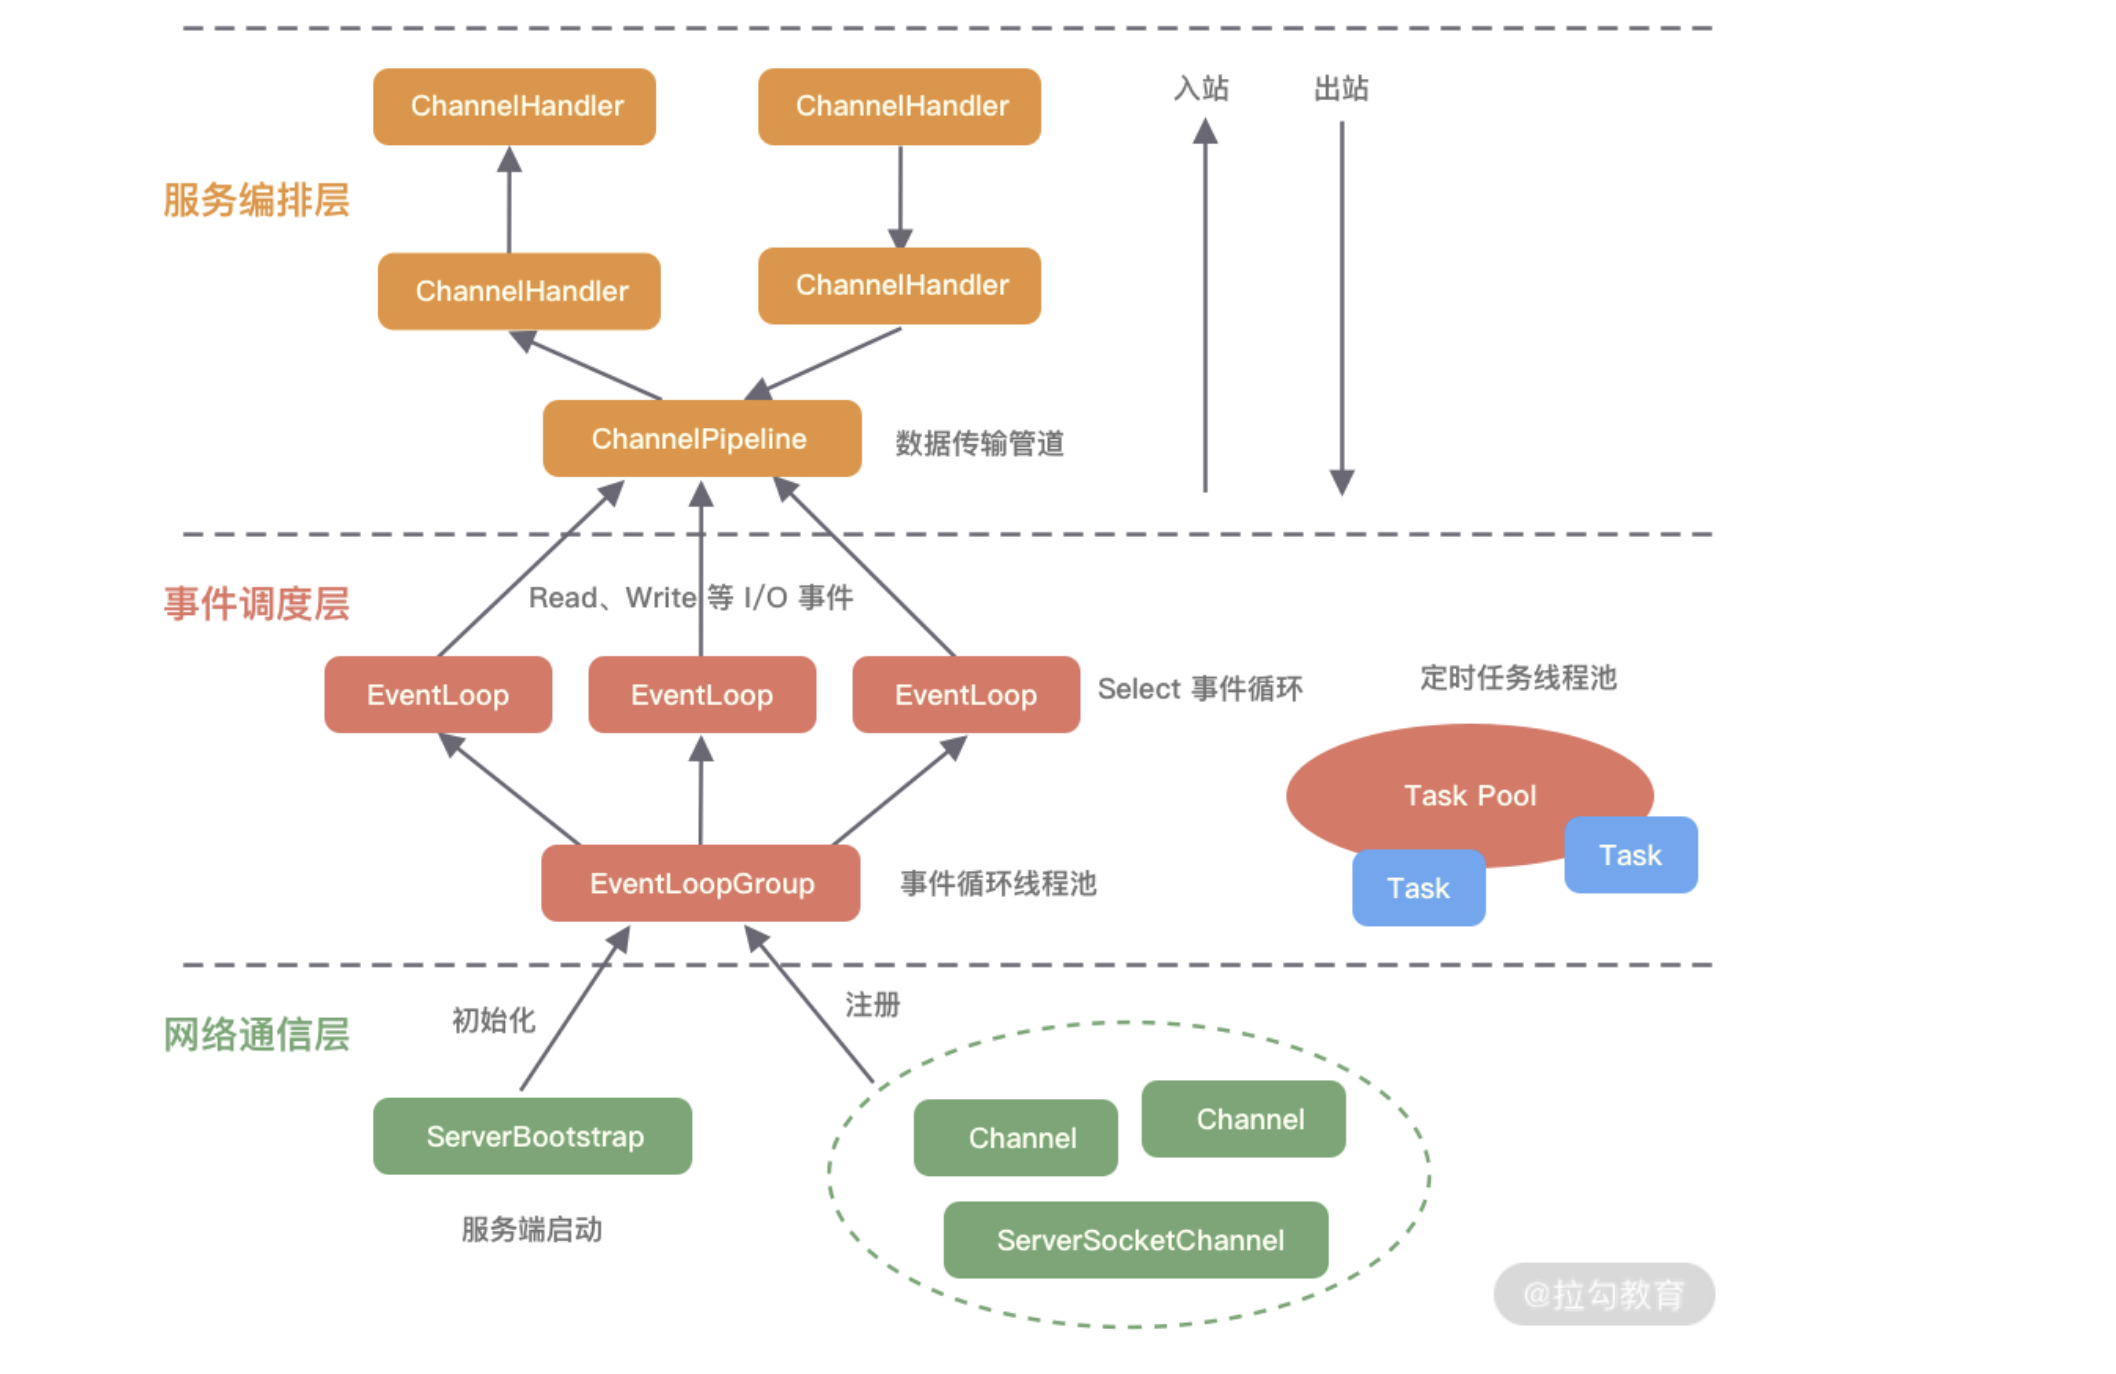 ChannelHandler
ChannelHandler
入站
出站
服务编排层
ChannelHandler
ChannelHandler
ChannelPipeline
数据传输管道
事件调度层
Read、Write 等 I/O 事件
EventLoop
EventLoop
EventLoop
Select 事件循环
定时任务线程池
Task Pool
Task
Task
EventLoopGroup
事件循环线程池
网络通信层
初始化
注册
ServerBootstrap
Channel
Channel
服务端启动
ServerSocketChannel
@拉勾教育